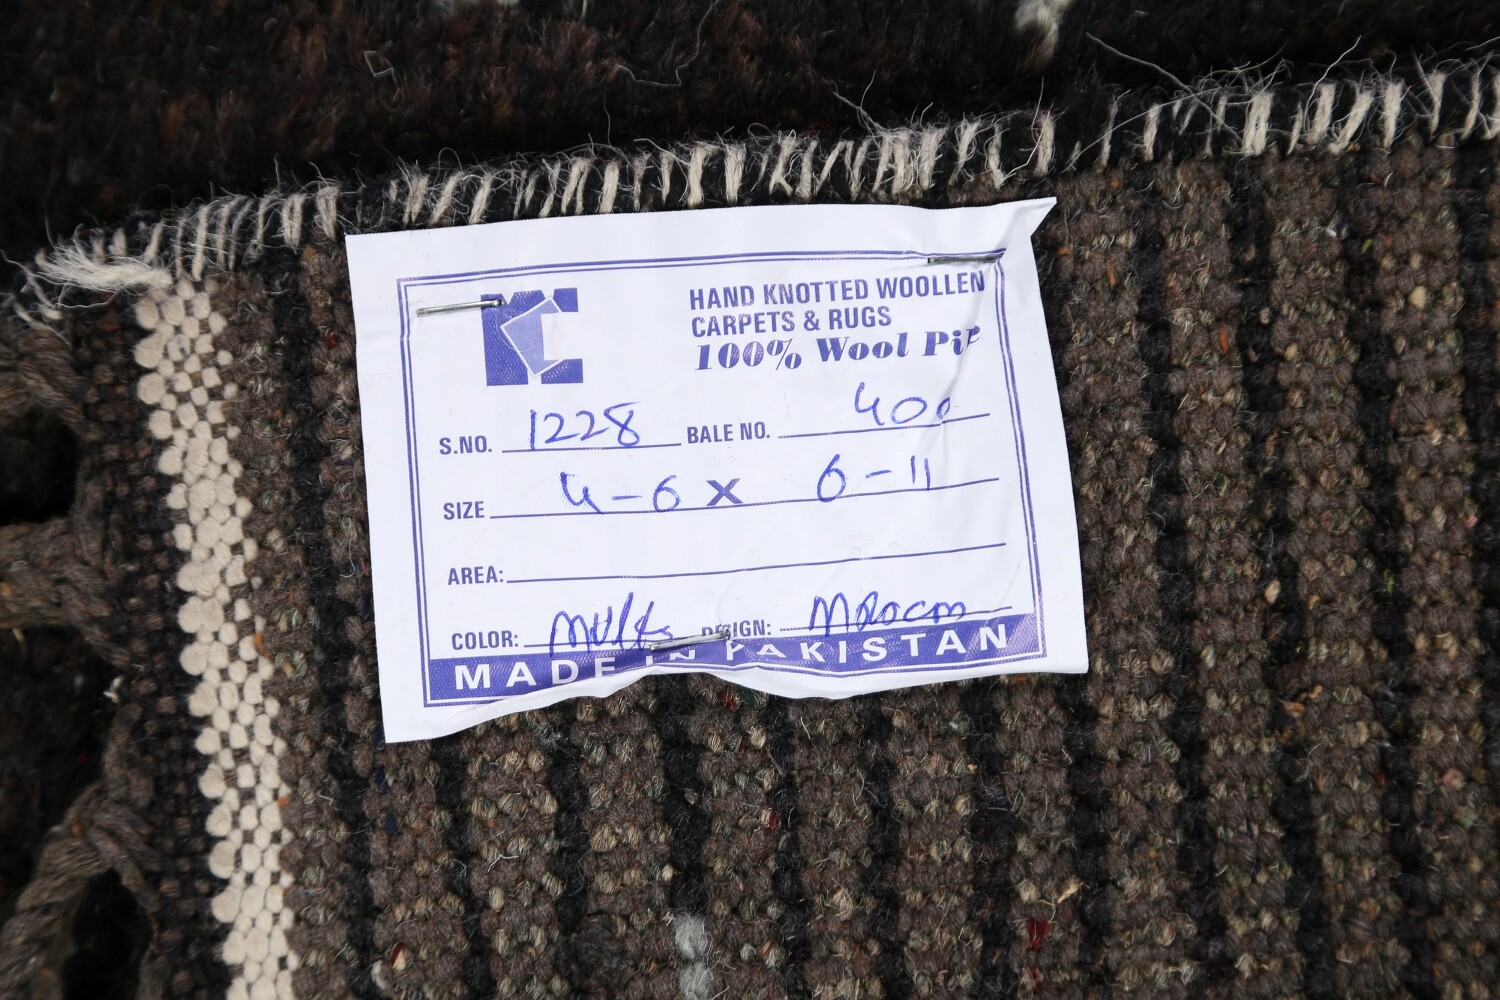 HAND KNOTTED WOOLLEN
CARPETS & RUGS
100% Wool Pile
S.NO. 1228 BALE NO. 400
SIZE 4-6 X 6-11
AREA:
COLOR: Multi DESIGN:
MADE IN PAKISTAN